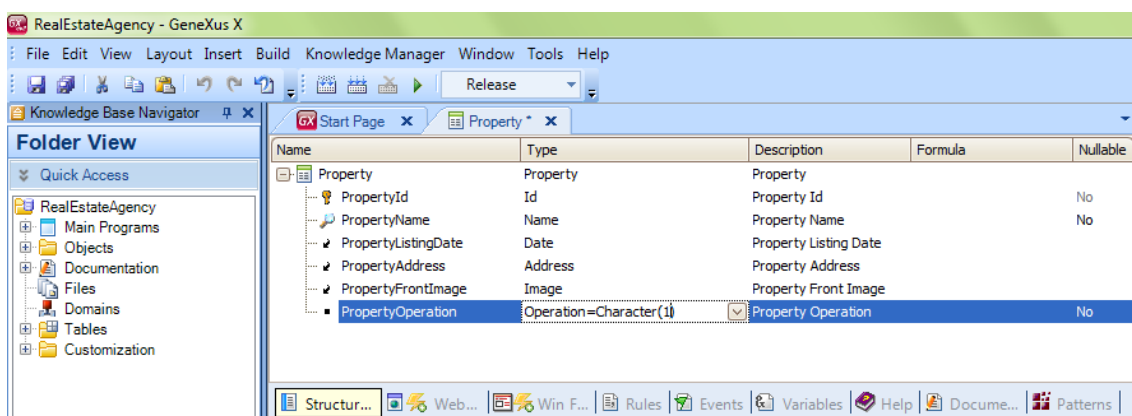 RealEstateAgency - GeneXus X
File Edit View Layout Insert Build Knowledge Manager Window Tools Help
Release
Knowledge Base Navigator
Start Page Property *
Folder View
Name Type Description Formula Nullable
Quick Access
Property Property Property
PropertyId Id Property Id No
RealEstateAgency
PropertyName Name Property Name No
Main Programs
PropertyListingDate Date Property Listing Date
Objects
PropertyAddress Address Property Address
Documentation
PropertyFrontImage Image Property Front Image
Files
PropertyOperation Operation=Character(1) Property Operation No
Domains
Tables
Customization
Structur... Web... Win F... Rules Events Variables Help Docume... Patterns